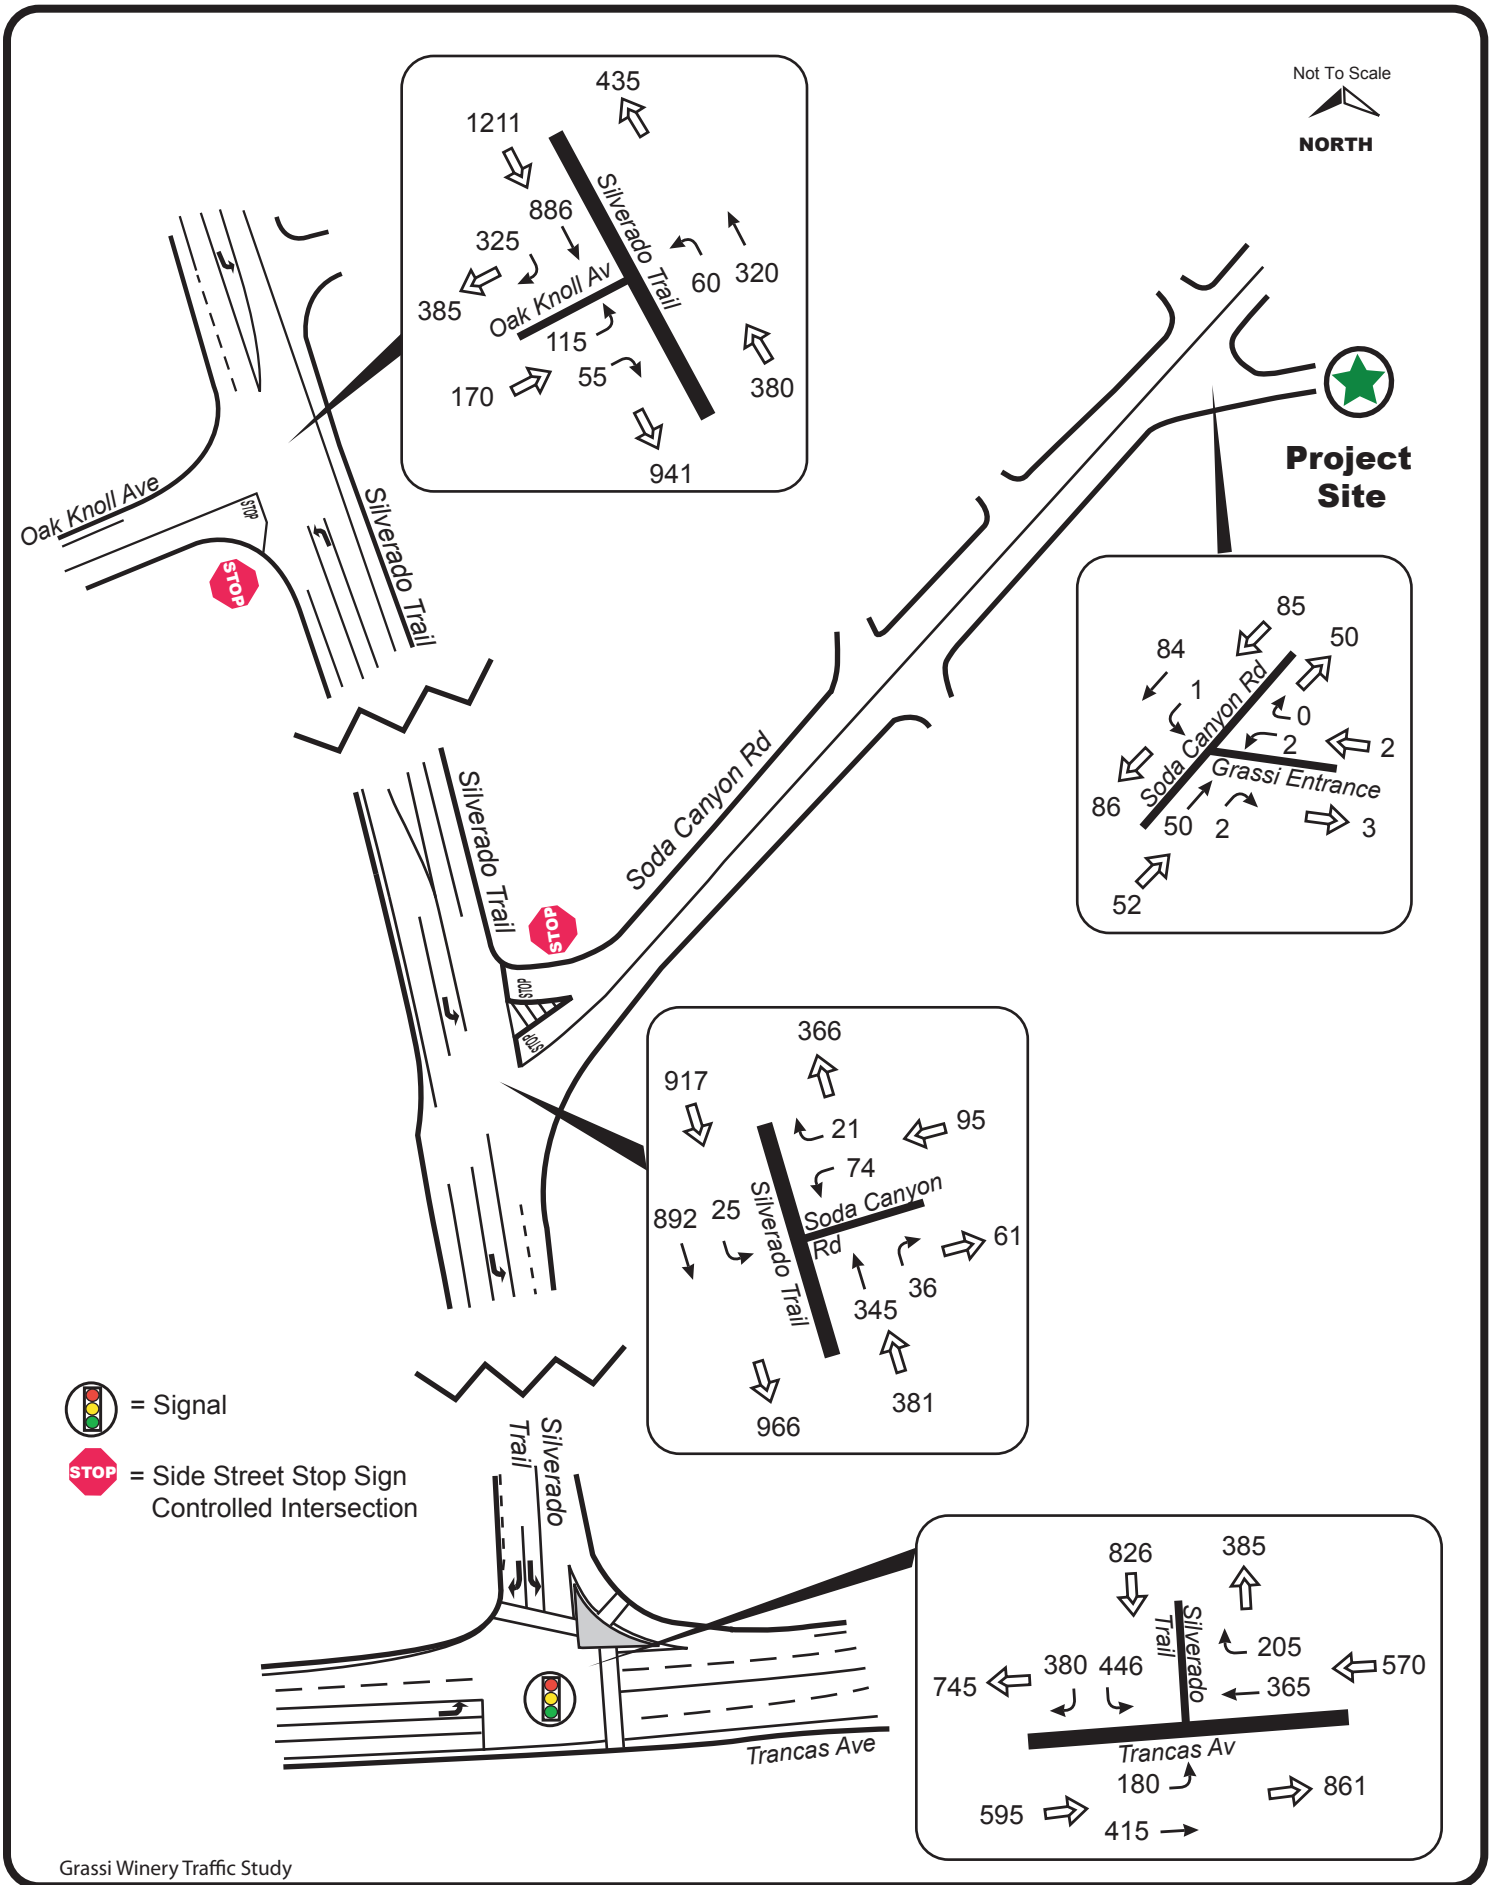 Not To Scale
NORTH
435
1211
Silverado Trail
886
325
60
320
385
Oak Knoll Av
115
55
170
380
941
Oak Knoll Ave
STOP
STOP
Silverado Trail
Project
Site
85
84
50
1
Soda Canyon Rd
0
2
2
Grassi Entrance
86
50
2
3
52
Silverado Trail
Soda Canyon Rd
STOP
STOP
STOP
366
917
21
95
74
Silverado Trail
Soda Canyon
Rd
892
25
61
36
345
381
966
= Signal
STOP
= Side Street Stop Sign
Controlled Intersection
Silverado
Trail
Trancas Ave
826
385
Silverado
Trail
205
745
380
446
570
365
Trancas Av
180
861
595
415
Grassi Winery Traffic Study